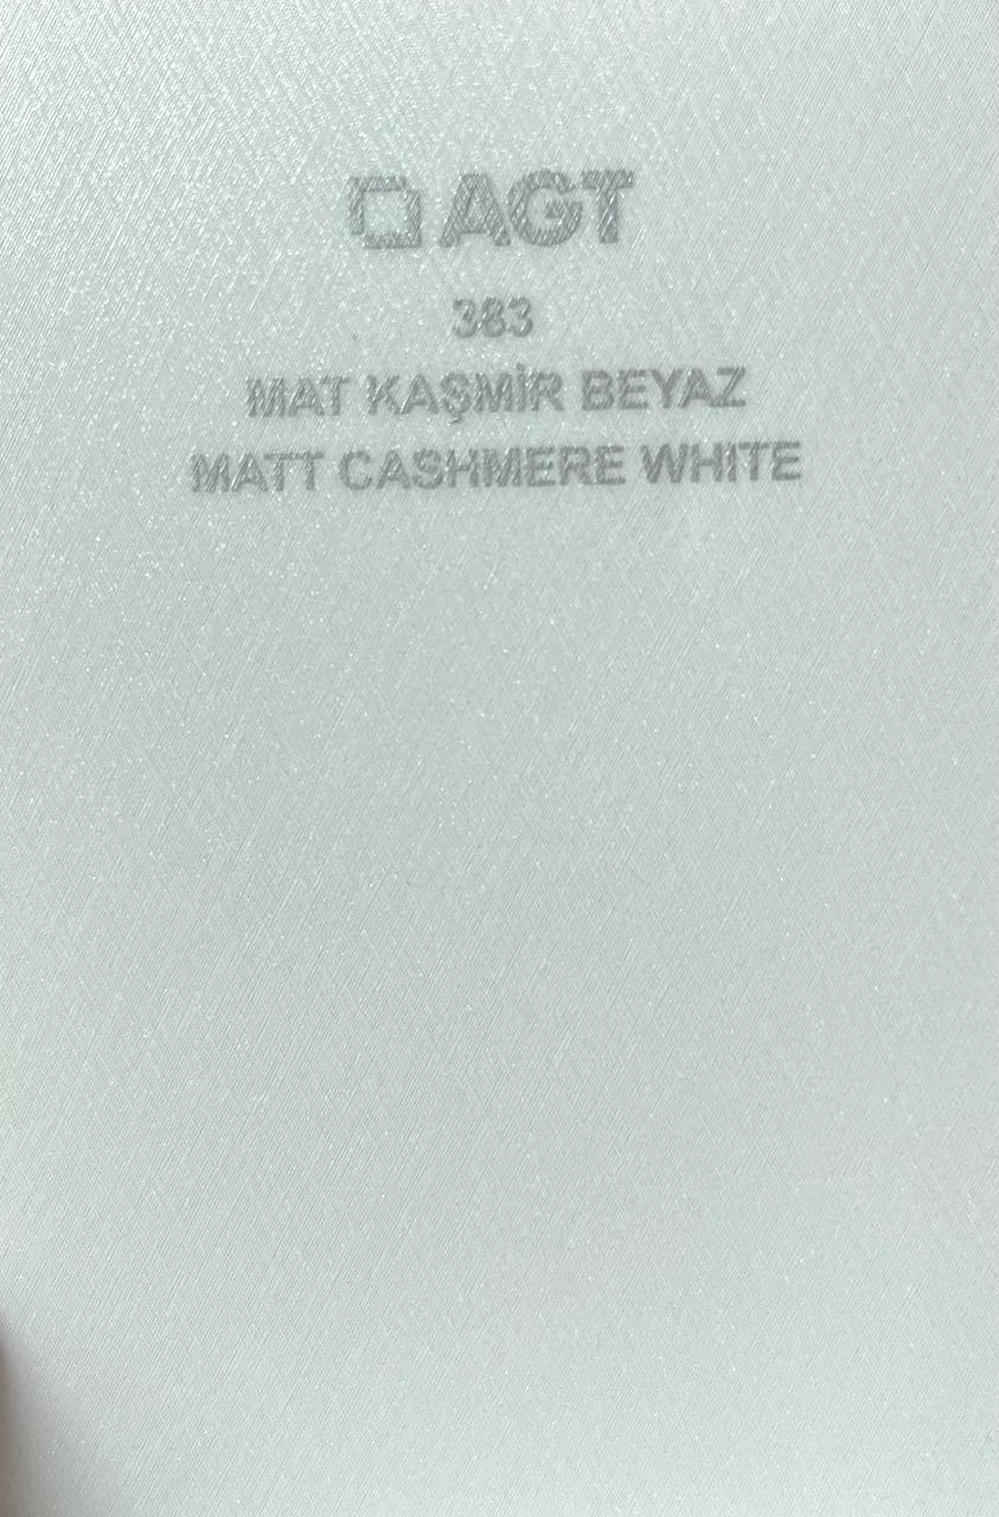 AGT
383
MAT KAŞMİR BEYAZ
MATT CASHMERE WHITE